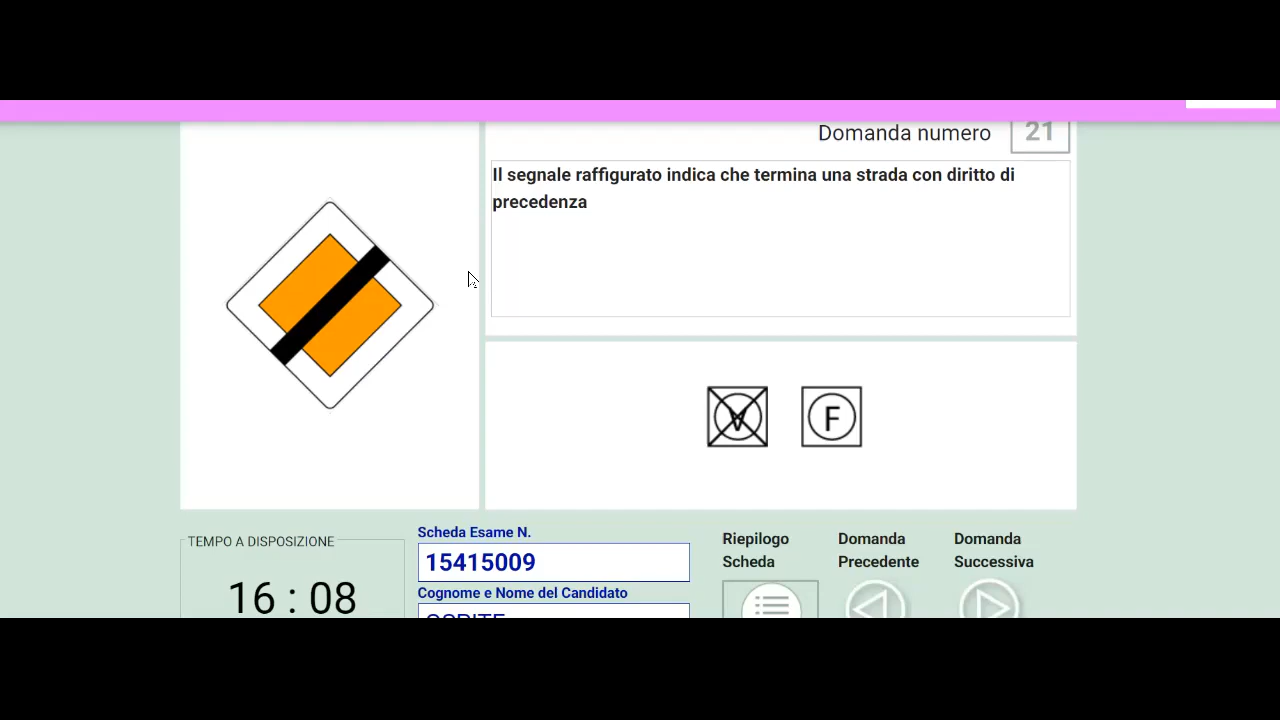 Domanda numero 21
Il segnale raffigurato indica che termina una strada con diritto di
precedenza
V F
TEMPO A DISPOSIZIONE
16 : 08
Scheda Esame N.
15415009
Cognome e Nome del Candidato
Riepilogo
Scheda
Domanda
Precedente
Domanda
Successiva